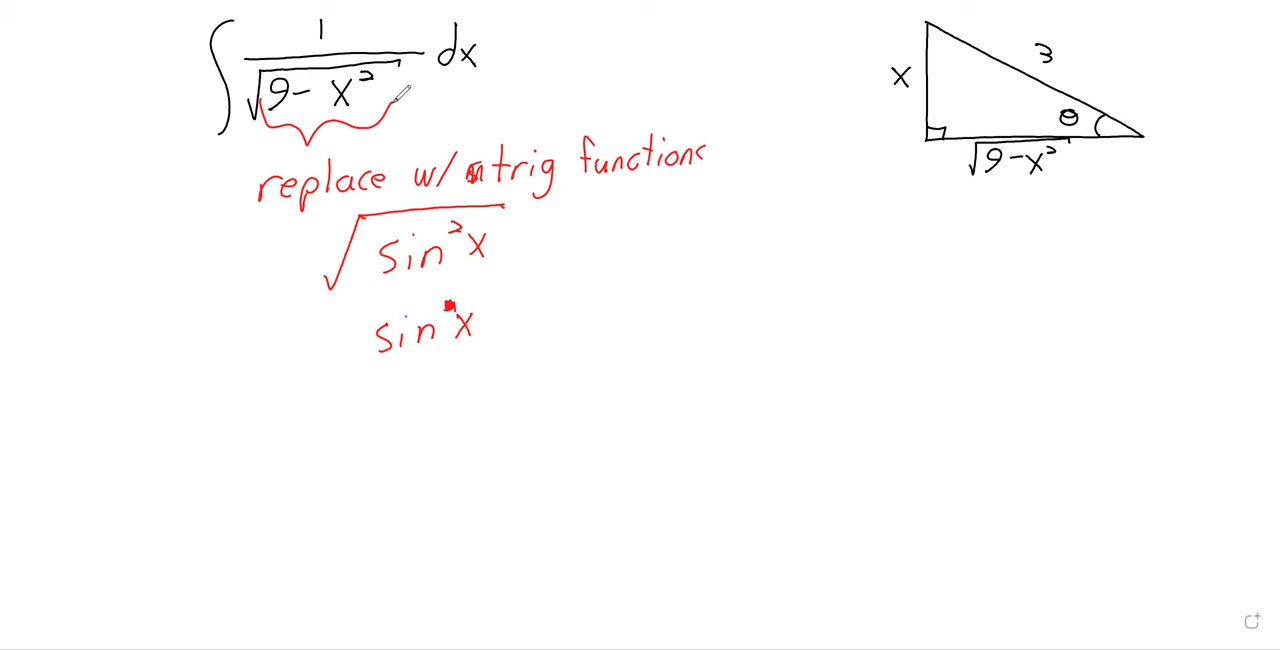 ∫ 1/√(9 - x²) dx
replace w/ trig functions
√(sin²x)
sin x
x
3
θ
√(9 - x²)